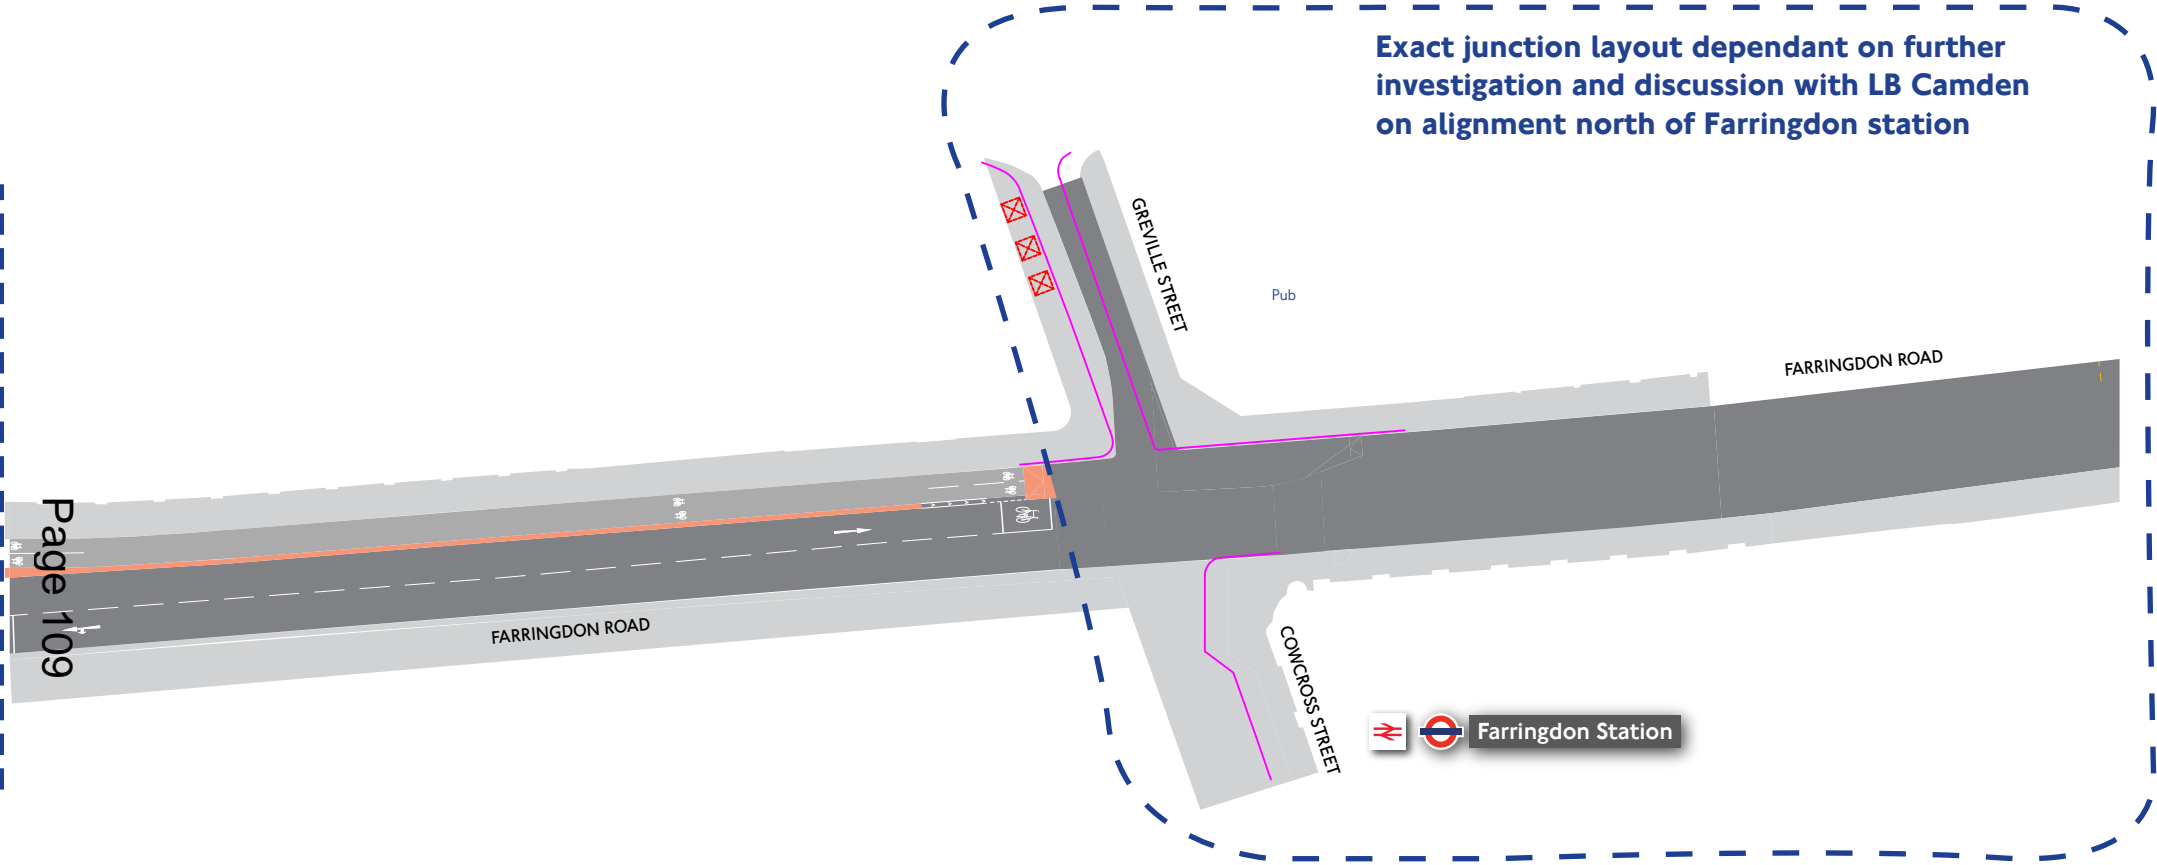 Exact junction layout dependant on further
investigation and discussion with LB Camden
on alignment north of Farringdon station
GREVILLE STREET
Pub
FARRINGDON ROAD
Page 109
FARRINGDON ROAD
COWCROSS STREET
Farringdon Station